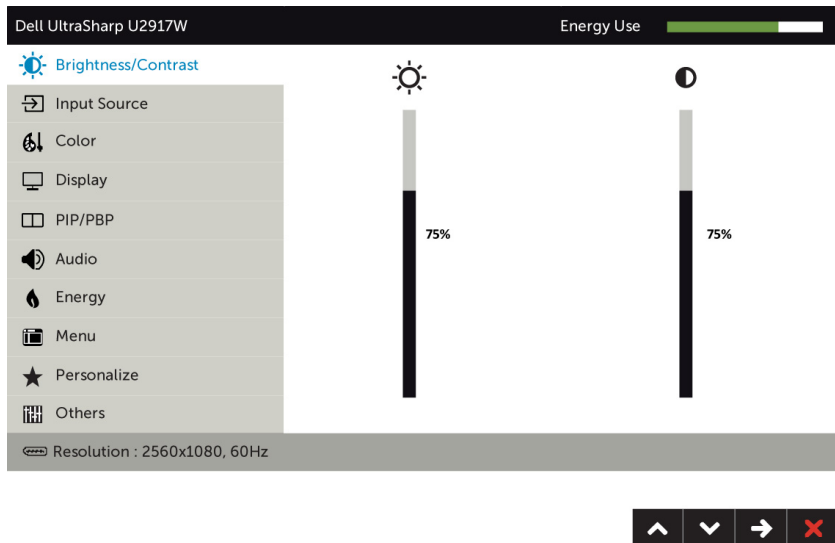 Dell UltraSharp U2917W
Energy Use
Brightness/Contrast
Input Source
Color
Display
PIP/PBP
Audio
Energy
Menu
Personalize
Others
75%
75%
Resolution : 2560x1080, 60Hz